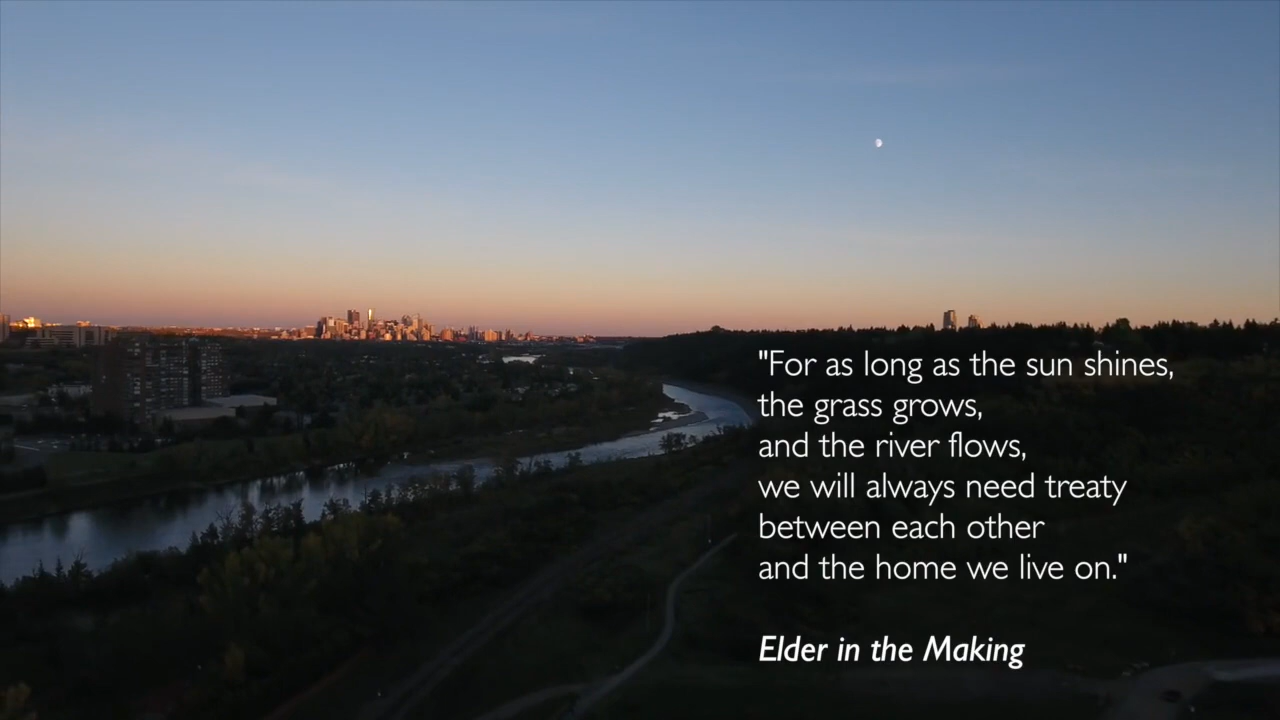 "For as long as the sun shines,
the grass grows,
and the river flows,
we will always need treaty
between each other
and the home we live on."
Elder in the Making